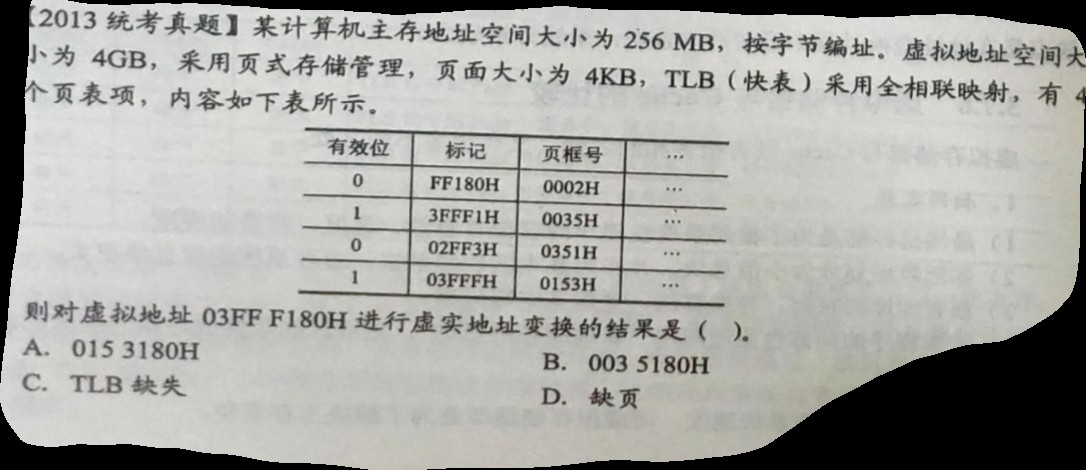 【2013 统考真题】某计算机主存地址空间大小为 256 MB，按字节编址。虚拟地址空间大
小为 4GB，采用页式存储管理，页面大小为 4KB，TLB（快表）采用全相联映射，有 4
个页表项，内容如下表所示。
有效位 标记 页框号 …
0 FF180H 0002H …
1 3FFF1H 0035H …
0 02FF3H 0351H …
1 03FFFH 0153H …
则对虚拟地址 03FF F180H 进行虚实地址变换的结果是（ ）。
A. 015 3180H B. 003 5180H
C. TLB 缺失 D. 缺页